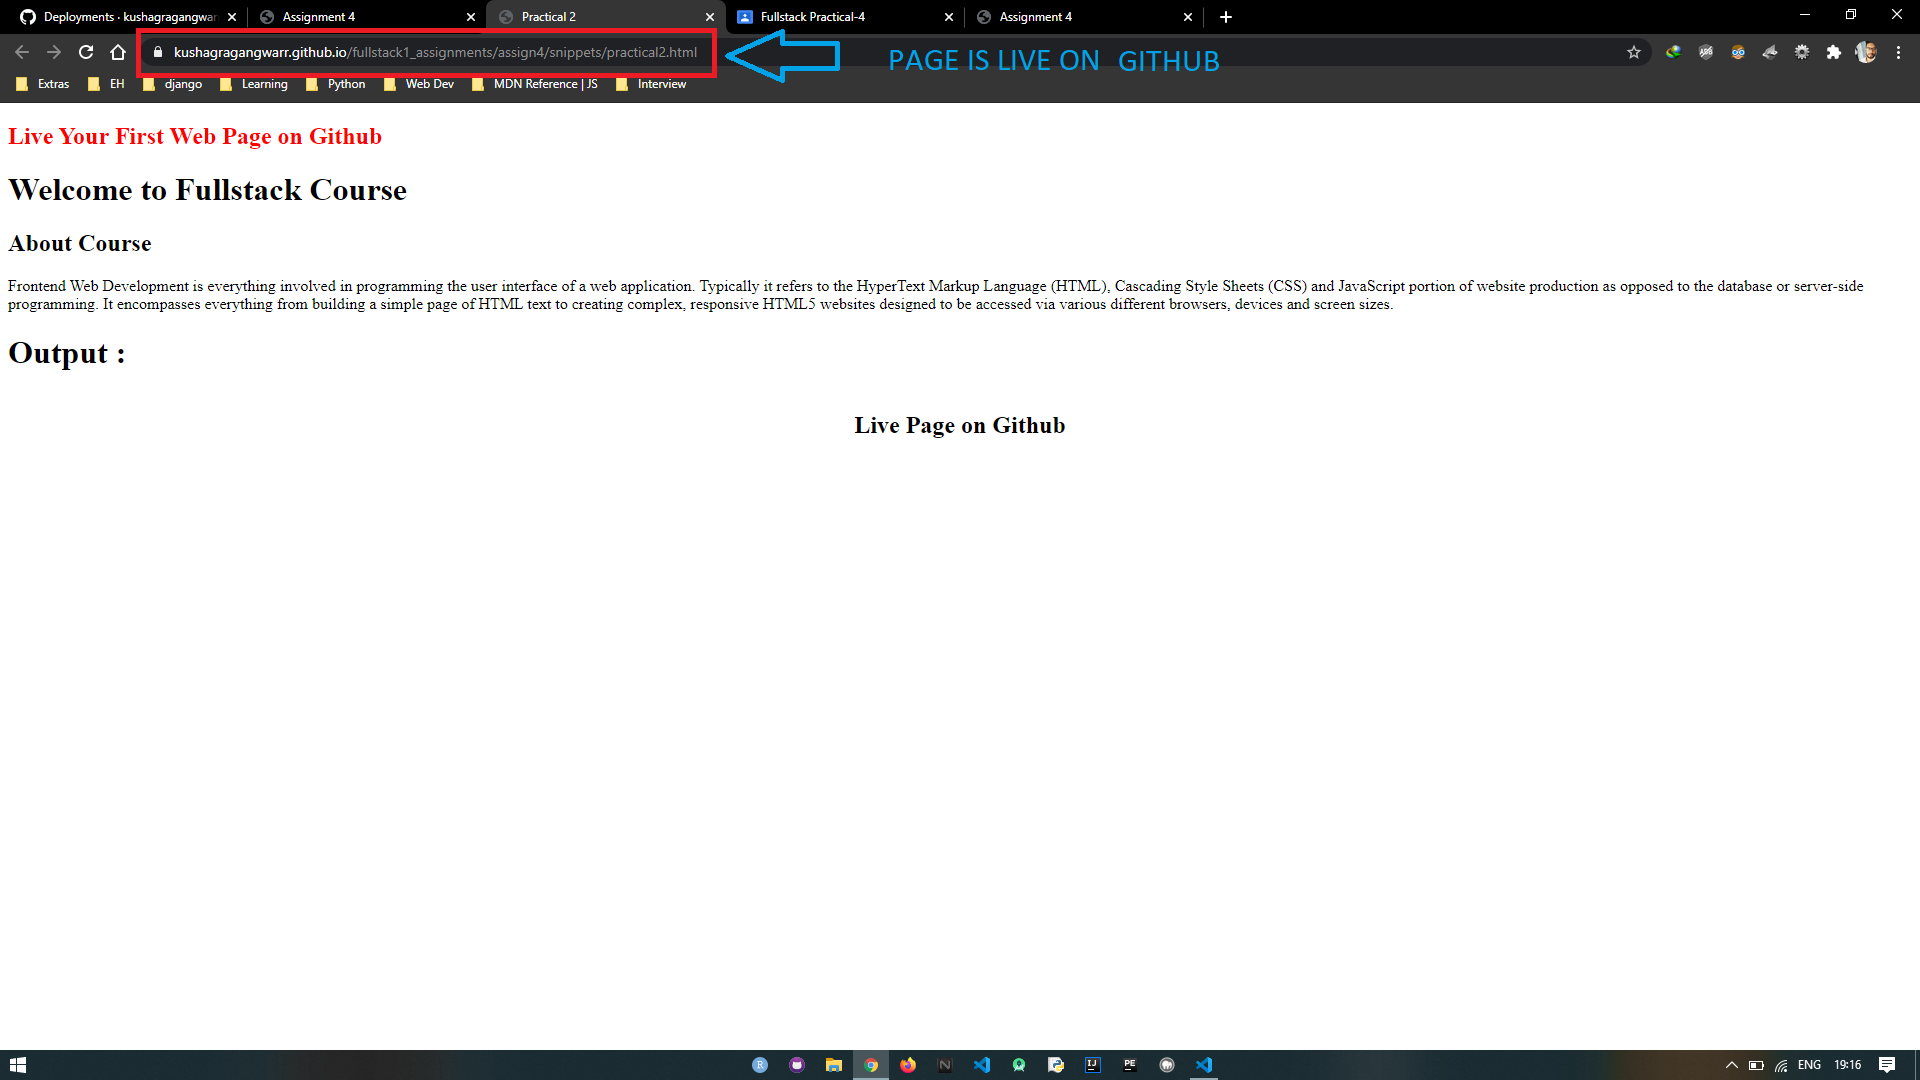 Deployments · kushagragangwar
Assignment 4
Practical 2
Fullstack Practical-4
Assignment 4
kushagragangwarr.github.io/fullstack1_assignments/assign4/snippets/practical2.html
PAGE IS LIVE ON GITHUB
Extras
EH
django
Learning
Python
Web Dev
MDN Reference | JS
Interview
Live Your First Web Page on Github
Welcome to Fullstack Course
About Course
Frontend Web Development is everything involved in programming the user interface of a web application. Typically it refers to the HyperText Markup Language (HTML), Cascading Style Sheets (CSS) and JavaScript portion of website production as opposed to the database or server-side
programming. It encompasses everything from building a simple page of HTML text to creating complex, responsive HTML5 websites designed to be accessed via various different browsers, devices and screen sizes.
Output :
Live Page on Github
R
N
IJ
PE
ENG
19:16